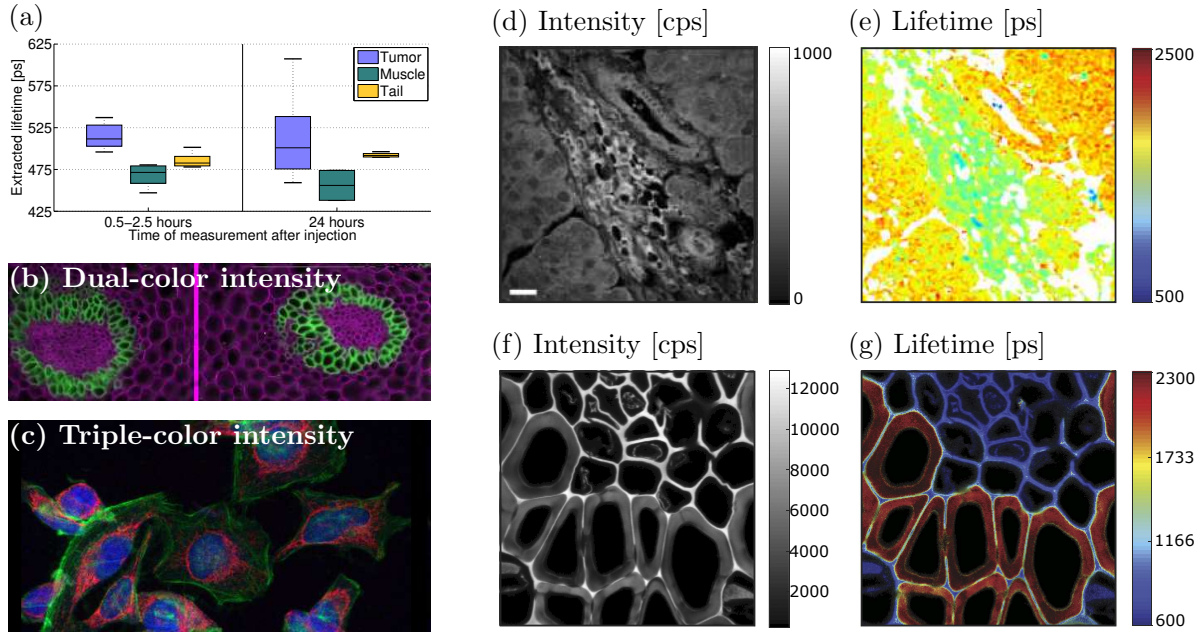 (a)
Extracted lifetime [ps]
625
575
525
475
425
Tumor
Muscle
Tail
0.5−2.5 hours
24 hours
Time of measurement after injection
(b) Dual-color intensity
(c) Triple-color intensity
(d) Intensity [cps]
1000
0
(e) Lifetime [ps]
2500
500
(f) Intensity [cps]
12000
10000
8000
6000
4000
2000
0
(g) Lifetime [ps]
2300
1733
1166
600